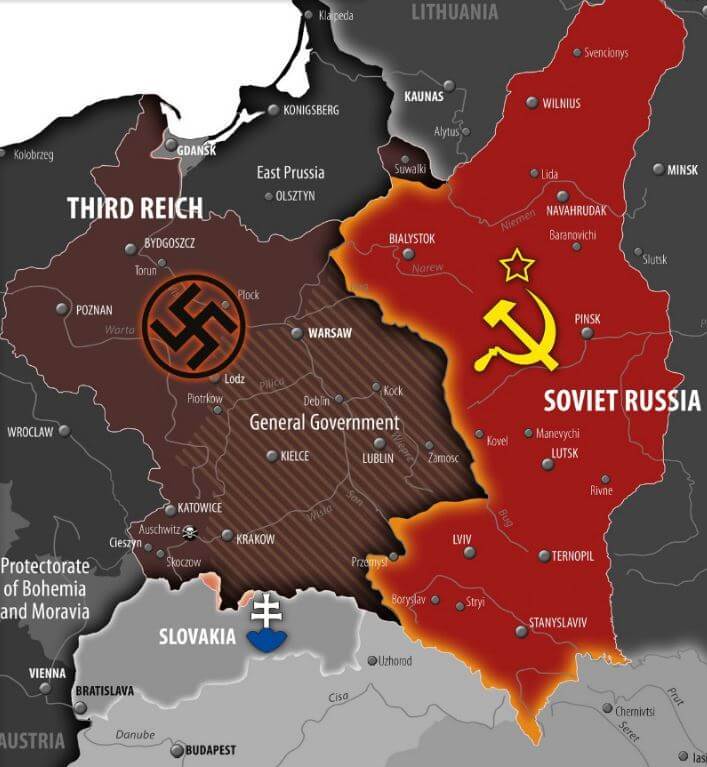 LITHUANIA
Klaipeda
Svencionys
KAUNAS
WILNIUS
KONIGSBERG
Alytus
GDANSK
Kolobrzeg
East Prussia
Suwalki
Lida
MINSK
OLSZTYN
THIRD REICH
NAVAHRUDAK
Niemen
BYDGOSZCZ
BIALYSTOK
Baranovichi
Torun
Narew
Slutsk
Plock
POZNAN
Warta
WARSAW
PINSK
Lodz
Pilica
Kock
Piotrkow
Deblin
SOVIET RUSSIA
General Government
WROCLAW
Kovel
Manevychi
KIELCE
LUBLIN
Wieprz
Zamosc
LUTSK
Rivne
San
KATOWICE
Wisla
Bug
Auschwitz
Cieszyn
KRAKOW
LVIV
Skoczow
Przemysl
TERNOPIL
Protectorate
of Bohemia
and Moravia
Boryslav
Stryi
STANYSLAVIV
SLOVAKIA
Uzhorod
VIENNA
BRATISLAVA
Cisa
Prut
Chernivtsi
Seret
Danube
AUSTRIA
BUDAPEST
Iasi